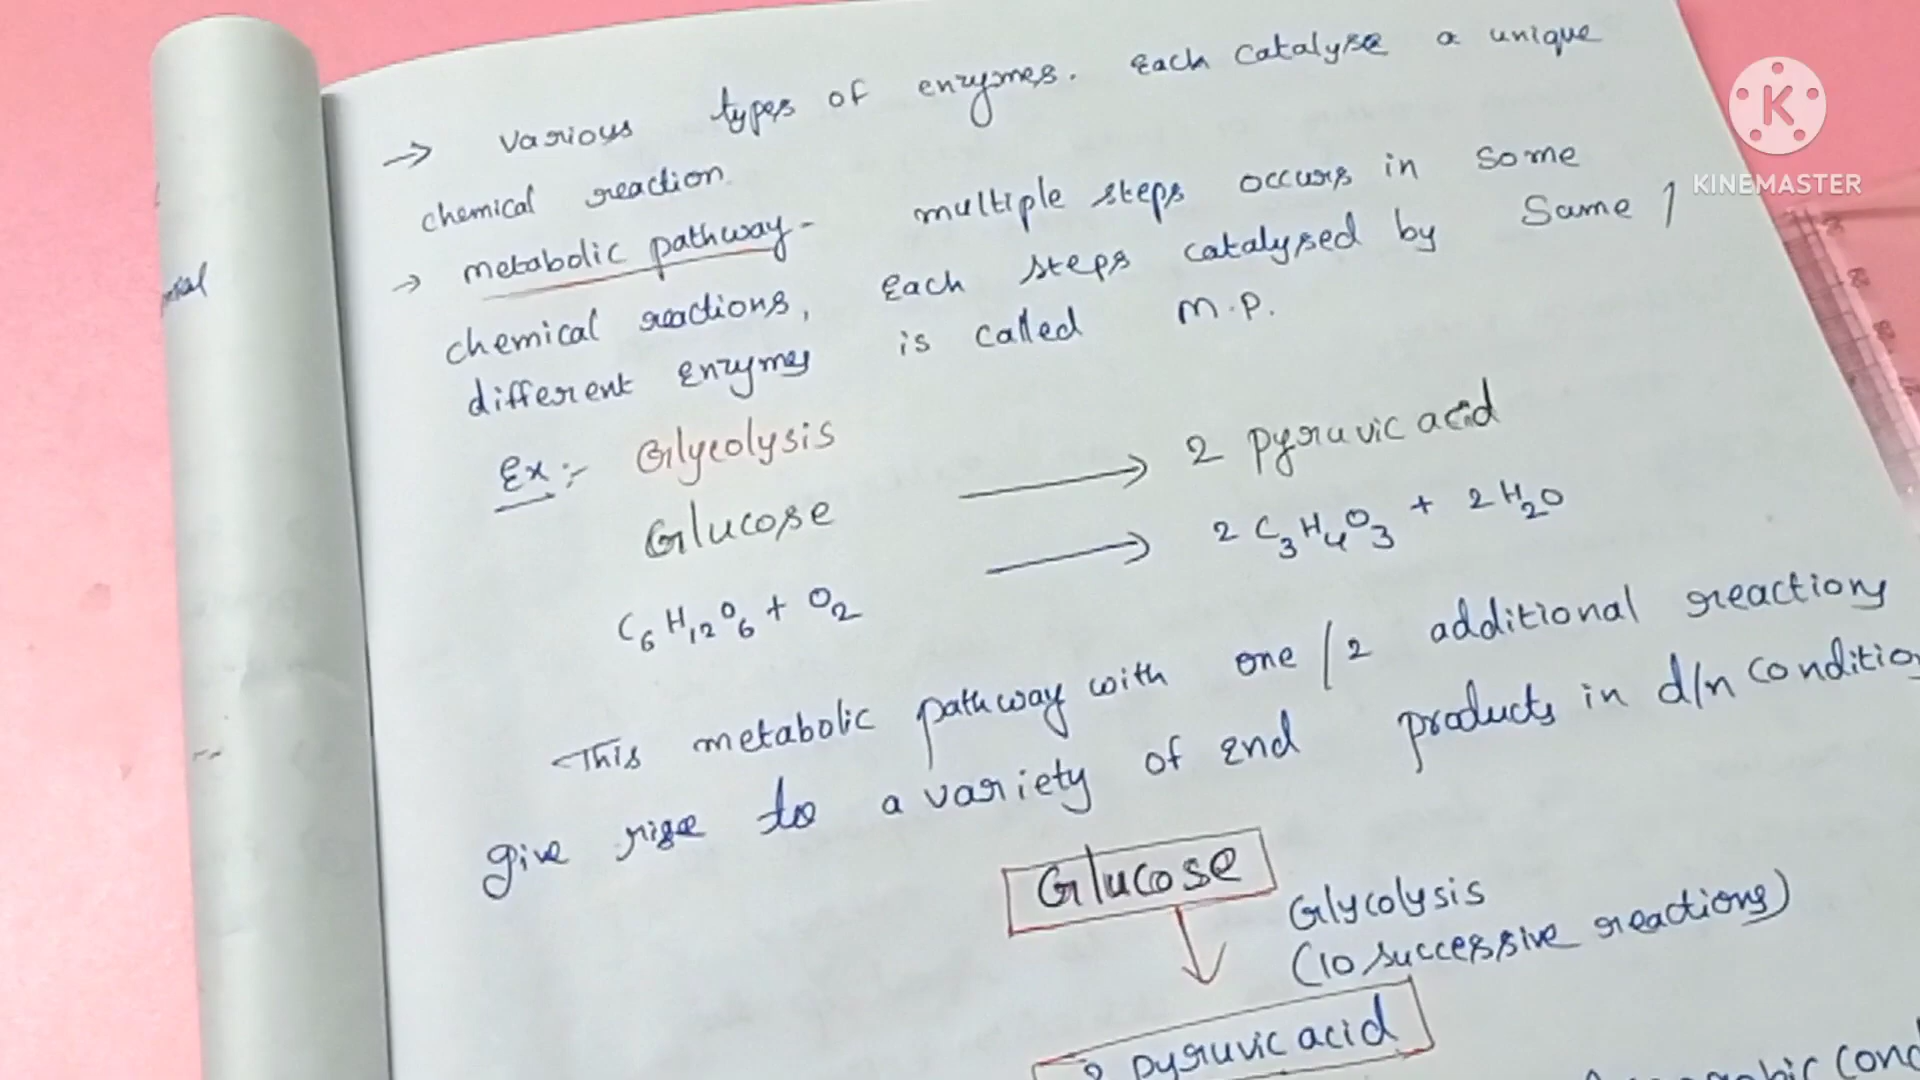 → various types of enzymes. Each catalyse a unique
chemical reaction.
→ metabolic pathway - multiple steps occurs in some
chemical reactions, Each steps catalysed by Same /
different enzymes is called M.P.
Ex :- Glycolysis
Glucose → 2 pyruvic acid
C6H12O6 + O2 → 2 C3H4O3 + 2H2O
This metabolic pathway with one / 2 additional reactions
give rise to a variety of end products in d/n conditio
Glucose
Glycolysis
(10 successive reactions)
2 pyruvic acid
K
KINEMASTER